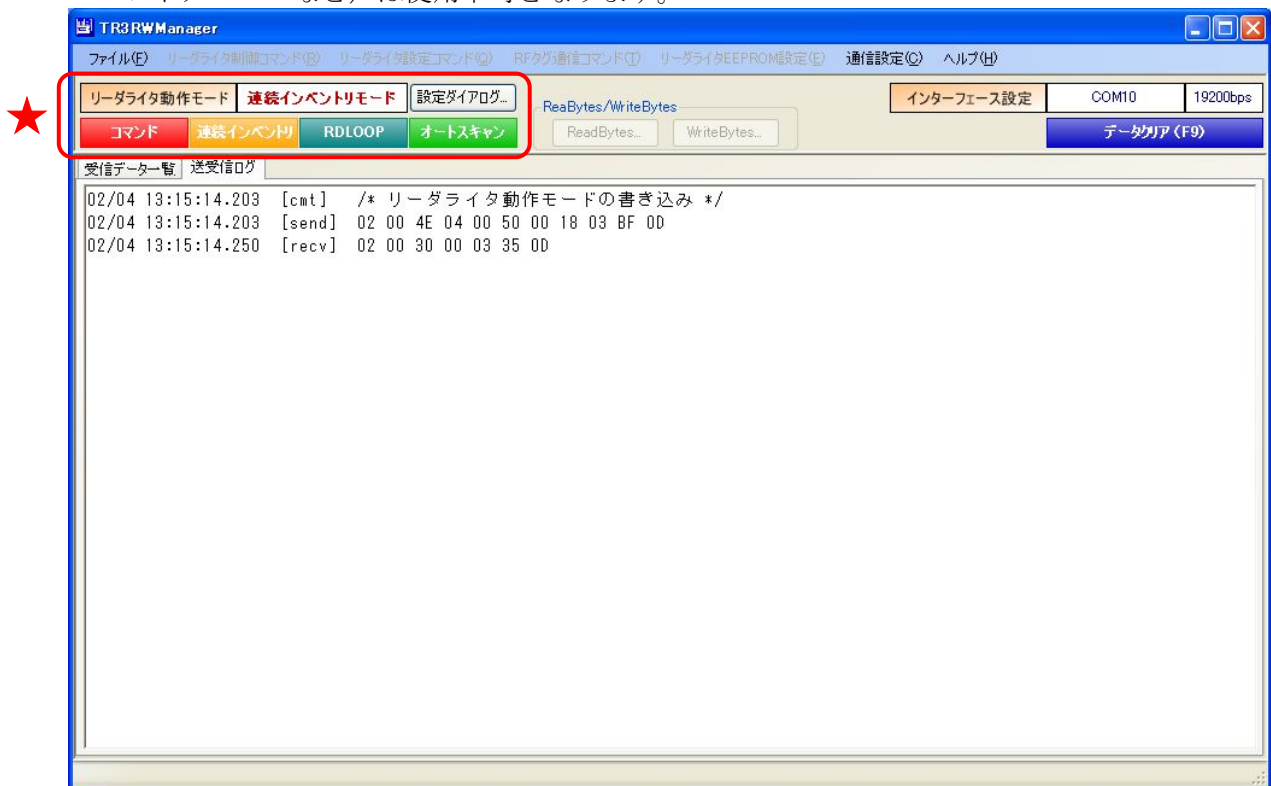 TR3RWManager
ファイル(F) リーダライタ制御コマンド(R) リーダライタ設定コマンド(Q) RFタグ通信コマンド(T) リーダライタEEPROM設定(E) 通信設定(C) ヘルプ(H)
リーダライタ動作モード 連続インベントリモード 設定ダイアログ... ReaBytes/WriteBytes インターフェース設定 COM10 19200bps
コマンド 連続インベントリ RDLOOP オートスキャン ReadBytes... WriteBytes... データクリア (F9)
受信データ一覧 送受信ログ
02/04 13:15:14.203 [cmt] /* リーダライタ動作モードの書き込み */
02/04 13:15:14.203 [send] 02 00 4E 04 00 50 00 18 03 BF 0D
02/04 13:15:14.250 [recv] 02 00 30 00 03 35 0D